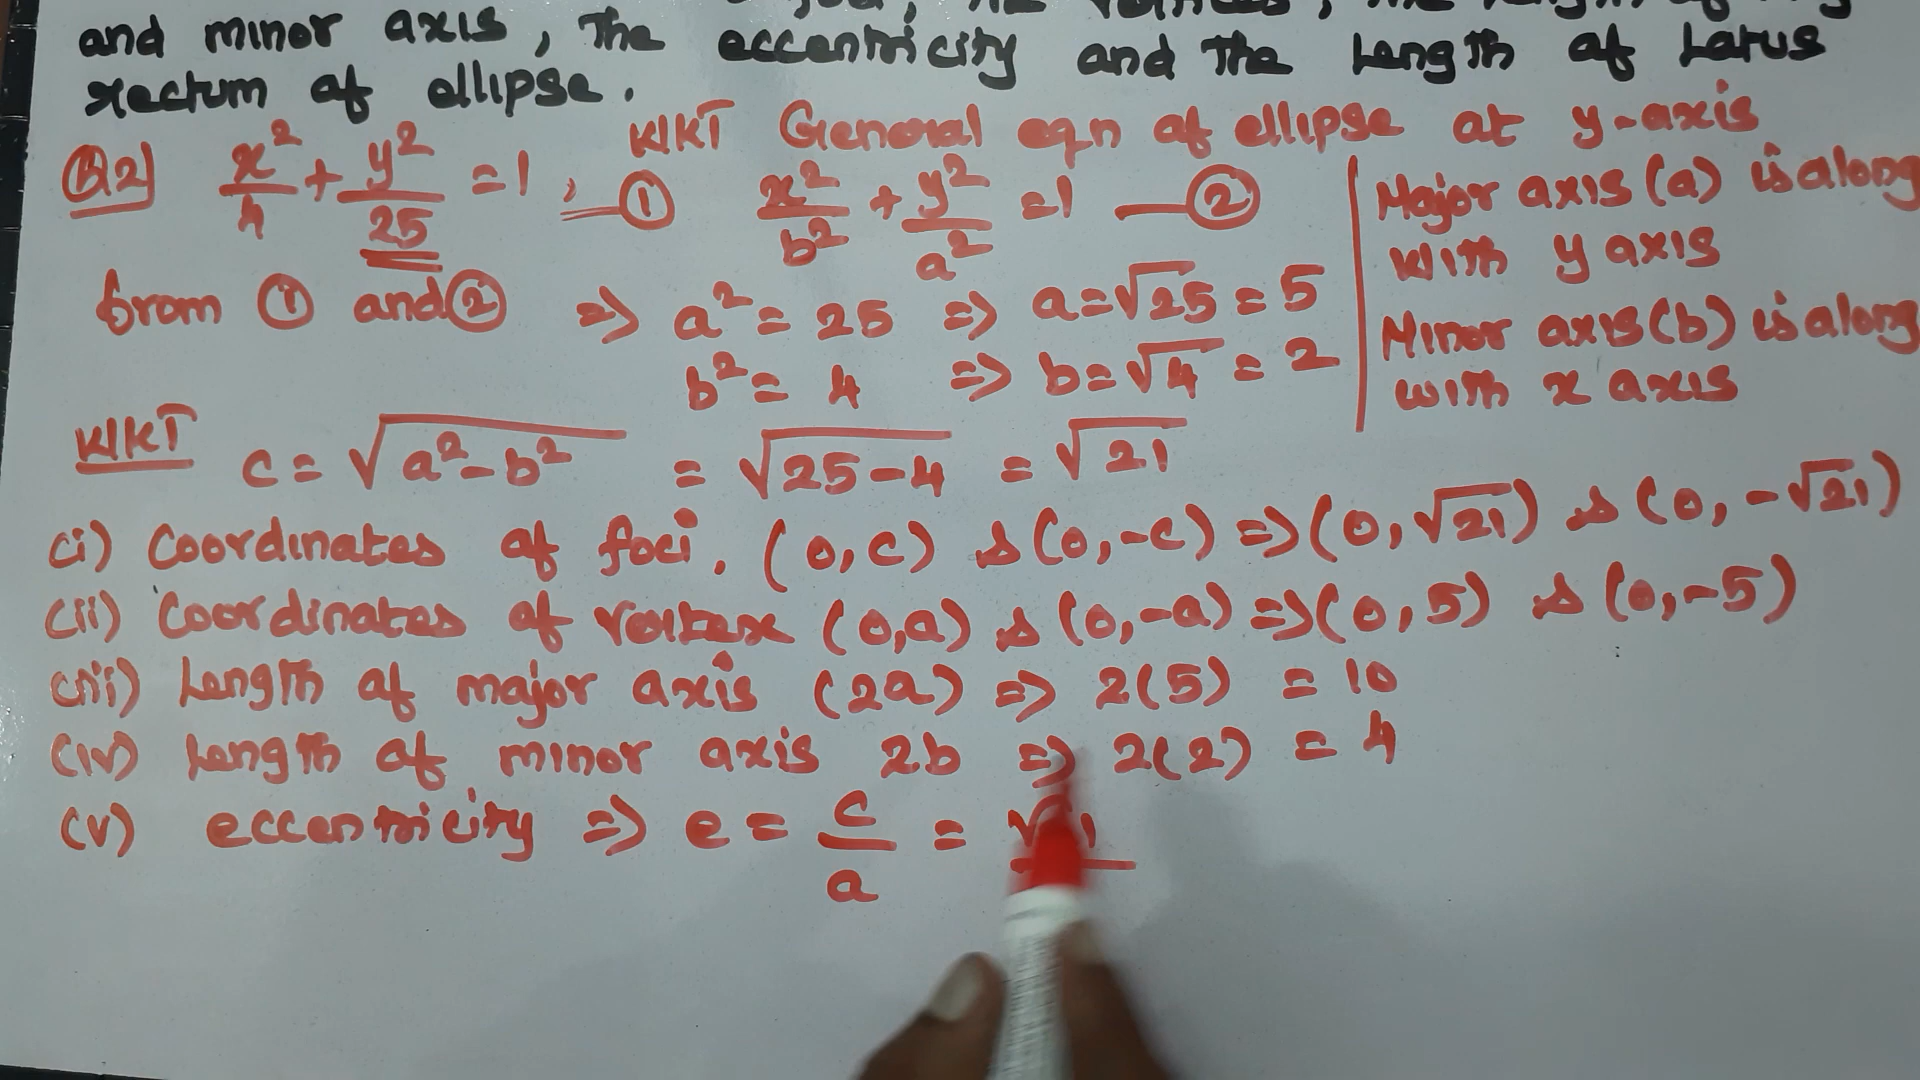 and minor axis, The eccentricity and The Length of Latus
rectum of ellipse.
Q2) x²/4 + y²/25 = 1, —① WKT General eqn of ellipse at y-axis
x²/b² + y²/a² = 1 —②
Major axis (a) is along
with y axis
Minor axis (b) is along
with x axis
from ① and ② => a² = 25 => a = √25 = 5
b² = 4 => b = √4 = 2
WKT c = √(a² - b²) = √(25 - 4) = √21
(i) Coordinates of foci. (0, c) & (0, -c) => (0, √21) & (0, -√21)
(ii) Coordinates of vertex (0, a) & (0, -a) => (0, 5) & (0, -5)
(iii) Length of major axis (2a) => 2(5) = 10
(iv) Length of minor axis 2b => 2(2) = 4
(v) eccentricity => e = c/a =